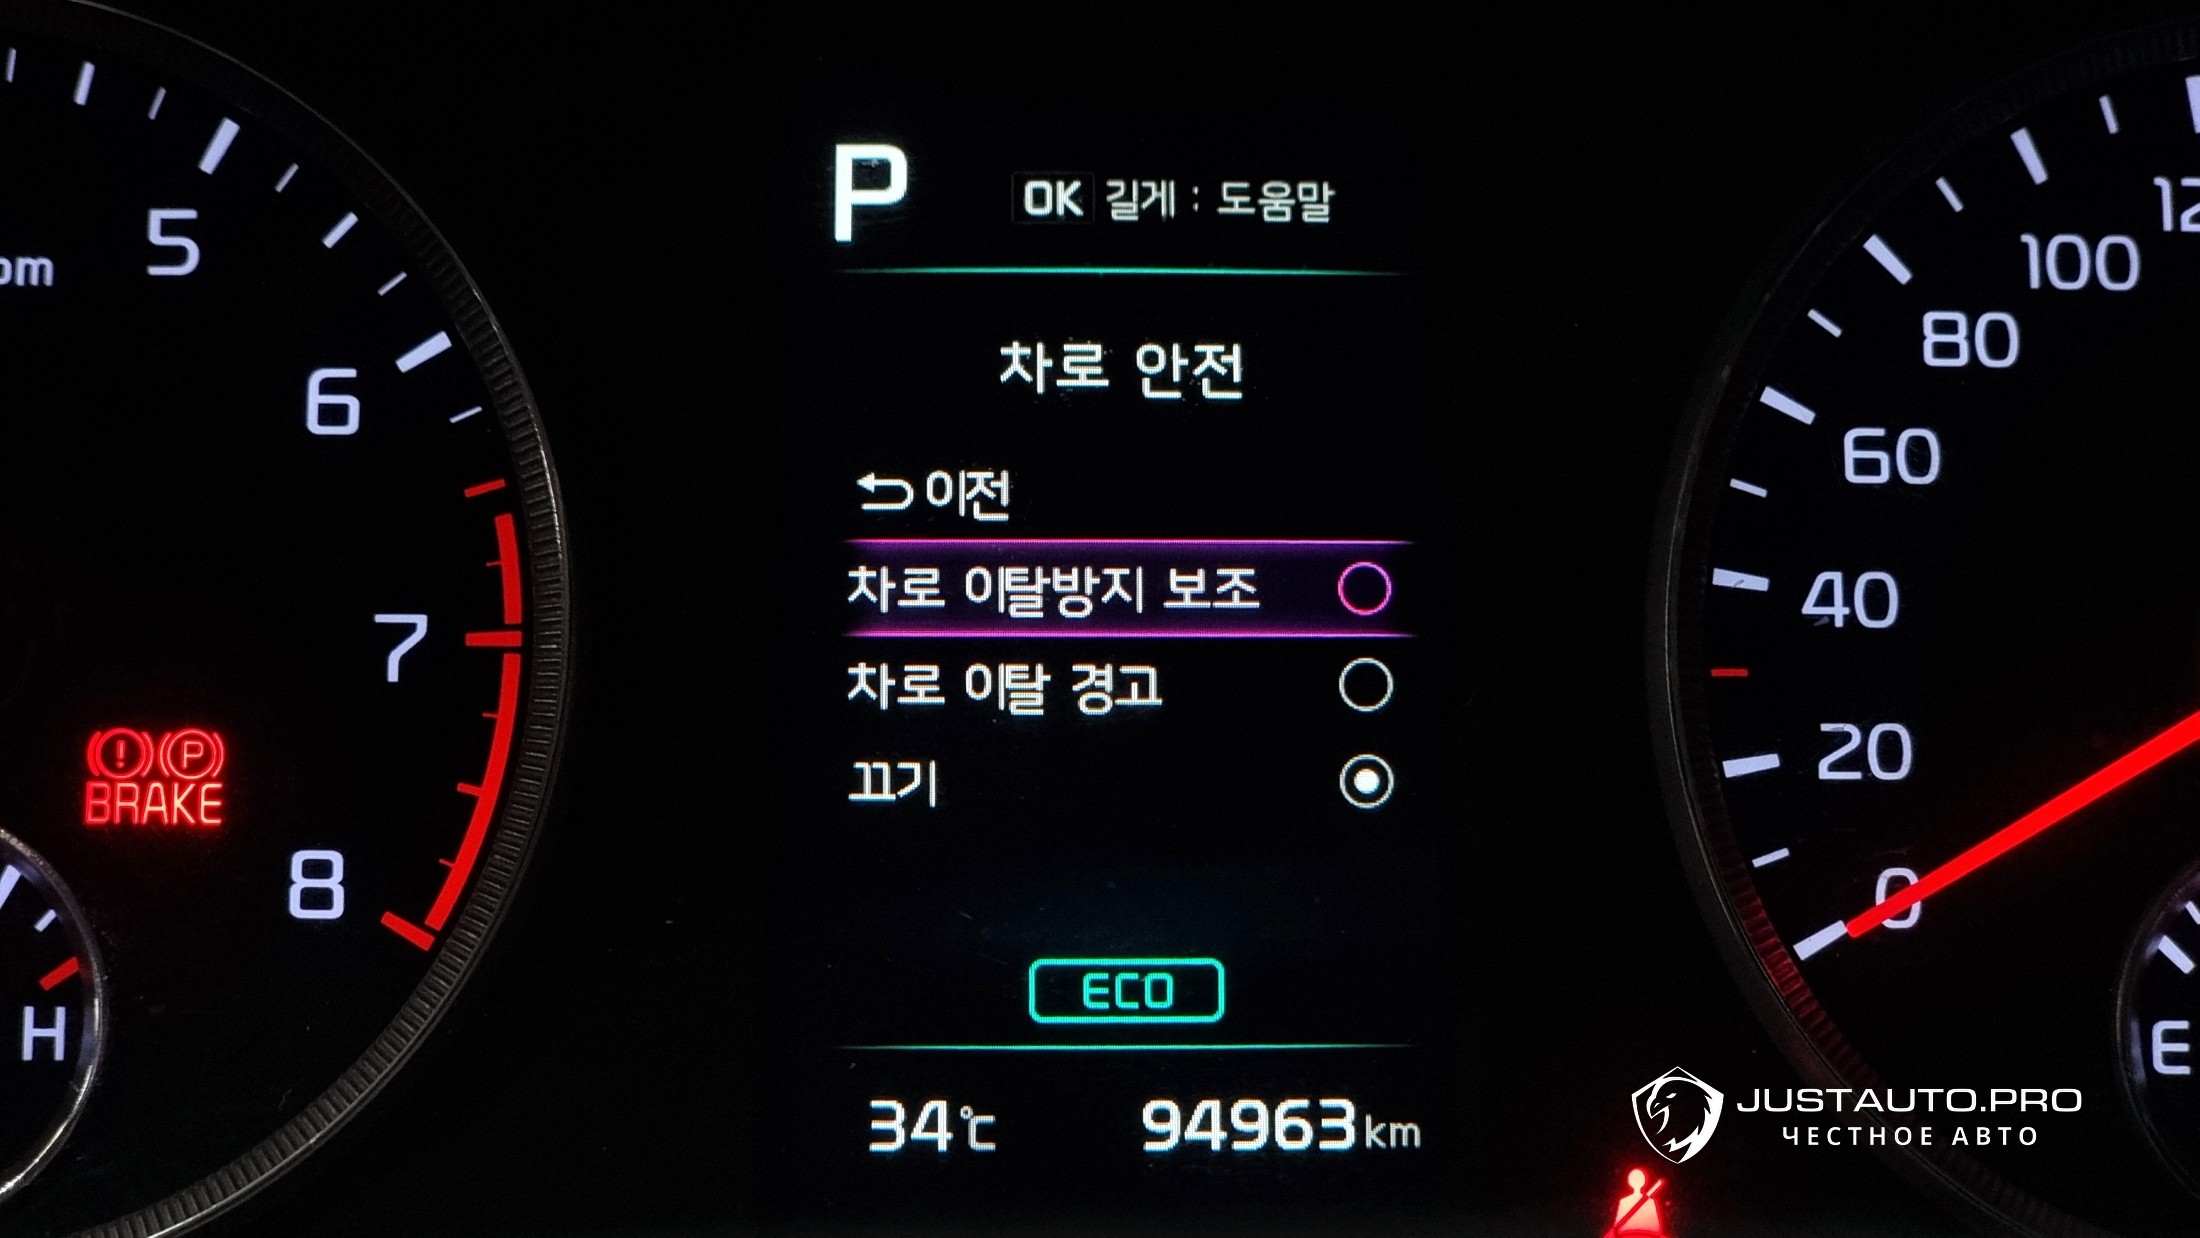 P
OK 길게 : 도움말
차로 안전
이전
차로 이탈방지 보조
차로 이탈 경고
끄기
ECO
34℃ 94963km
5
6
7
8
H
BRAKE
P
100
80
60
40
20
0
E
JUSTAUTO.PRO
ЧЕСТНОЕ АВТО